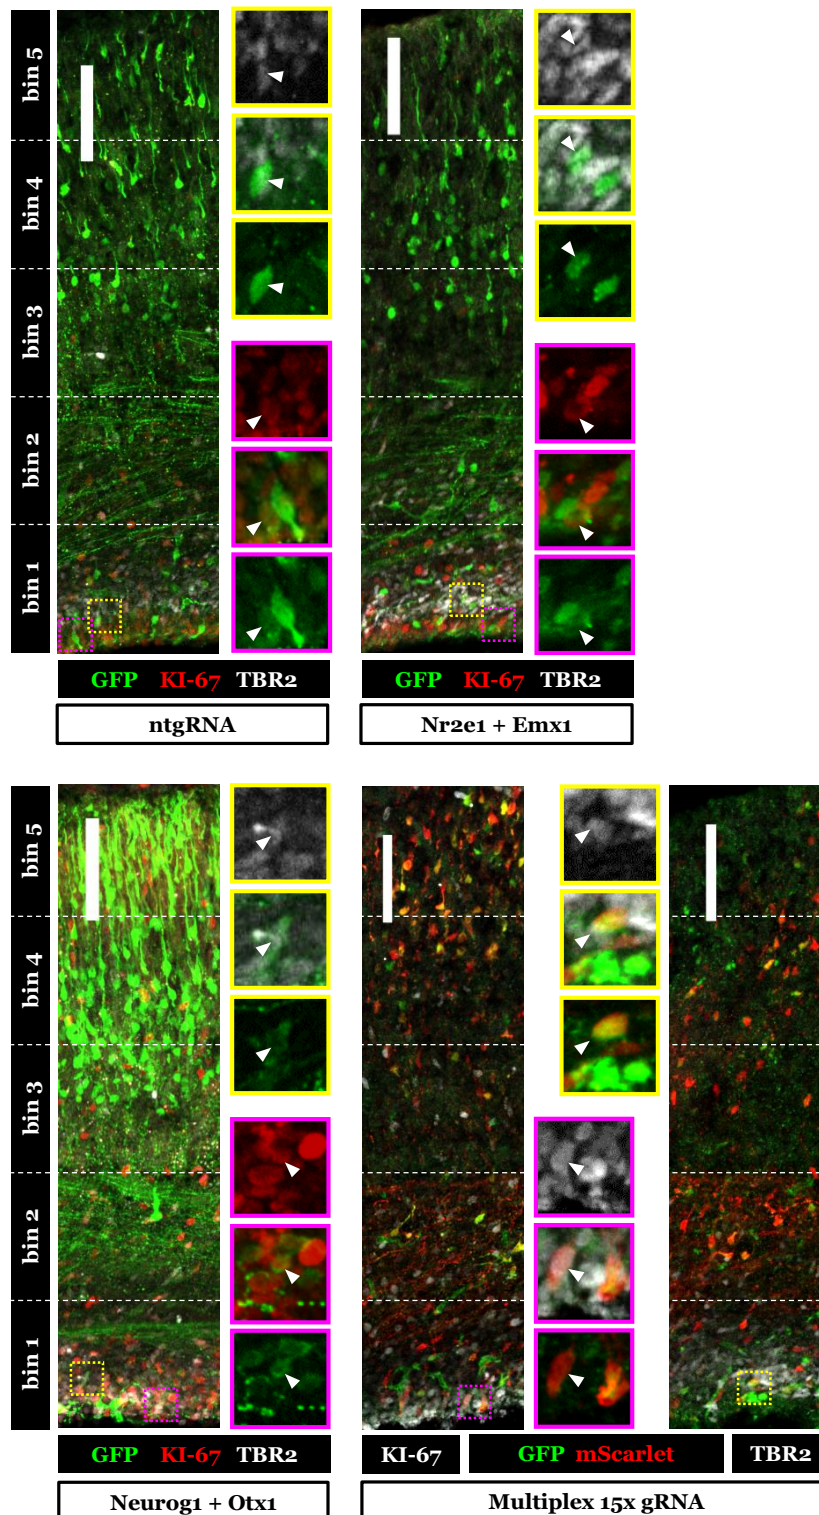 bin 5
bin 4
bin 3
bin 2
bin 1
GFP KI-67 TBR2
GFP KI-67 TBR2
ntgRNA
Nr2e1 + Emx1
bin 5
bin 4
bin 3
bin 2
bin 1
GFP KI-67 TBR2
KI-67
GFP mScarlet
TBR2
Neurog1 + Otx1
Multiplex 15x gRNA